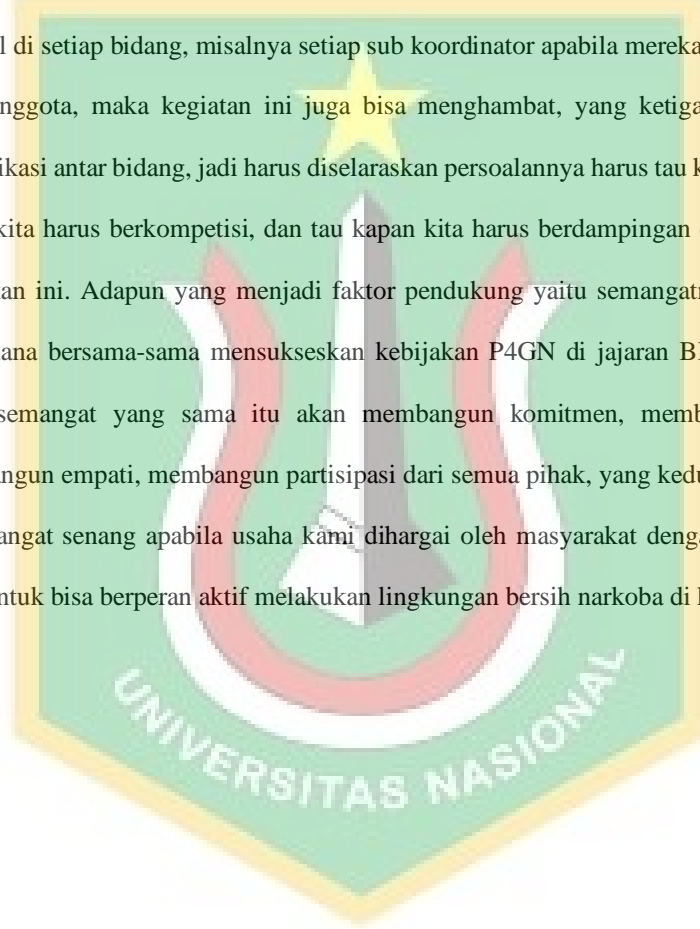 l di setiap bidang, misalnya setiap sub koordinator apabila mereka
nggota, maka kegiatan ini juga bisa menghambat, yang ketiga
ikasi antar bidang, jadi harus diselaraskan persoalannya harus tau k
kita harus berkompetisi, dan tau kapan kita harus berdampingan
an ini. Adapun yang menjadi faktor pendukung yaitu semangat
ana bersama-sama mensukseskan kebijakan P4GN di jajaran B
semangat yang sama itu akan membangun komitmen, memb
ngun empati, membangun partisipasi dari semua pihak, yang kedu
angat senang apabila usaha kami dihargai oleh masyarakat denga
ntuk bisa berperan aktif melakukan lingkungan bersih narkoba di
UNIVERSITAS NASIONAL